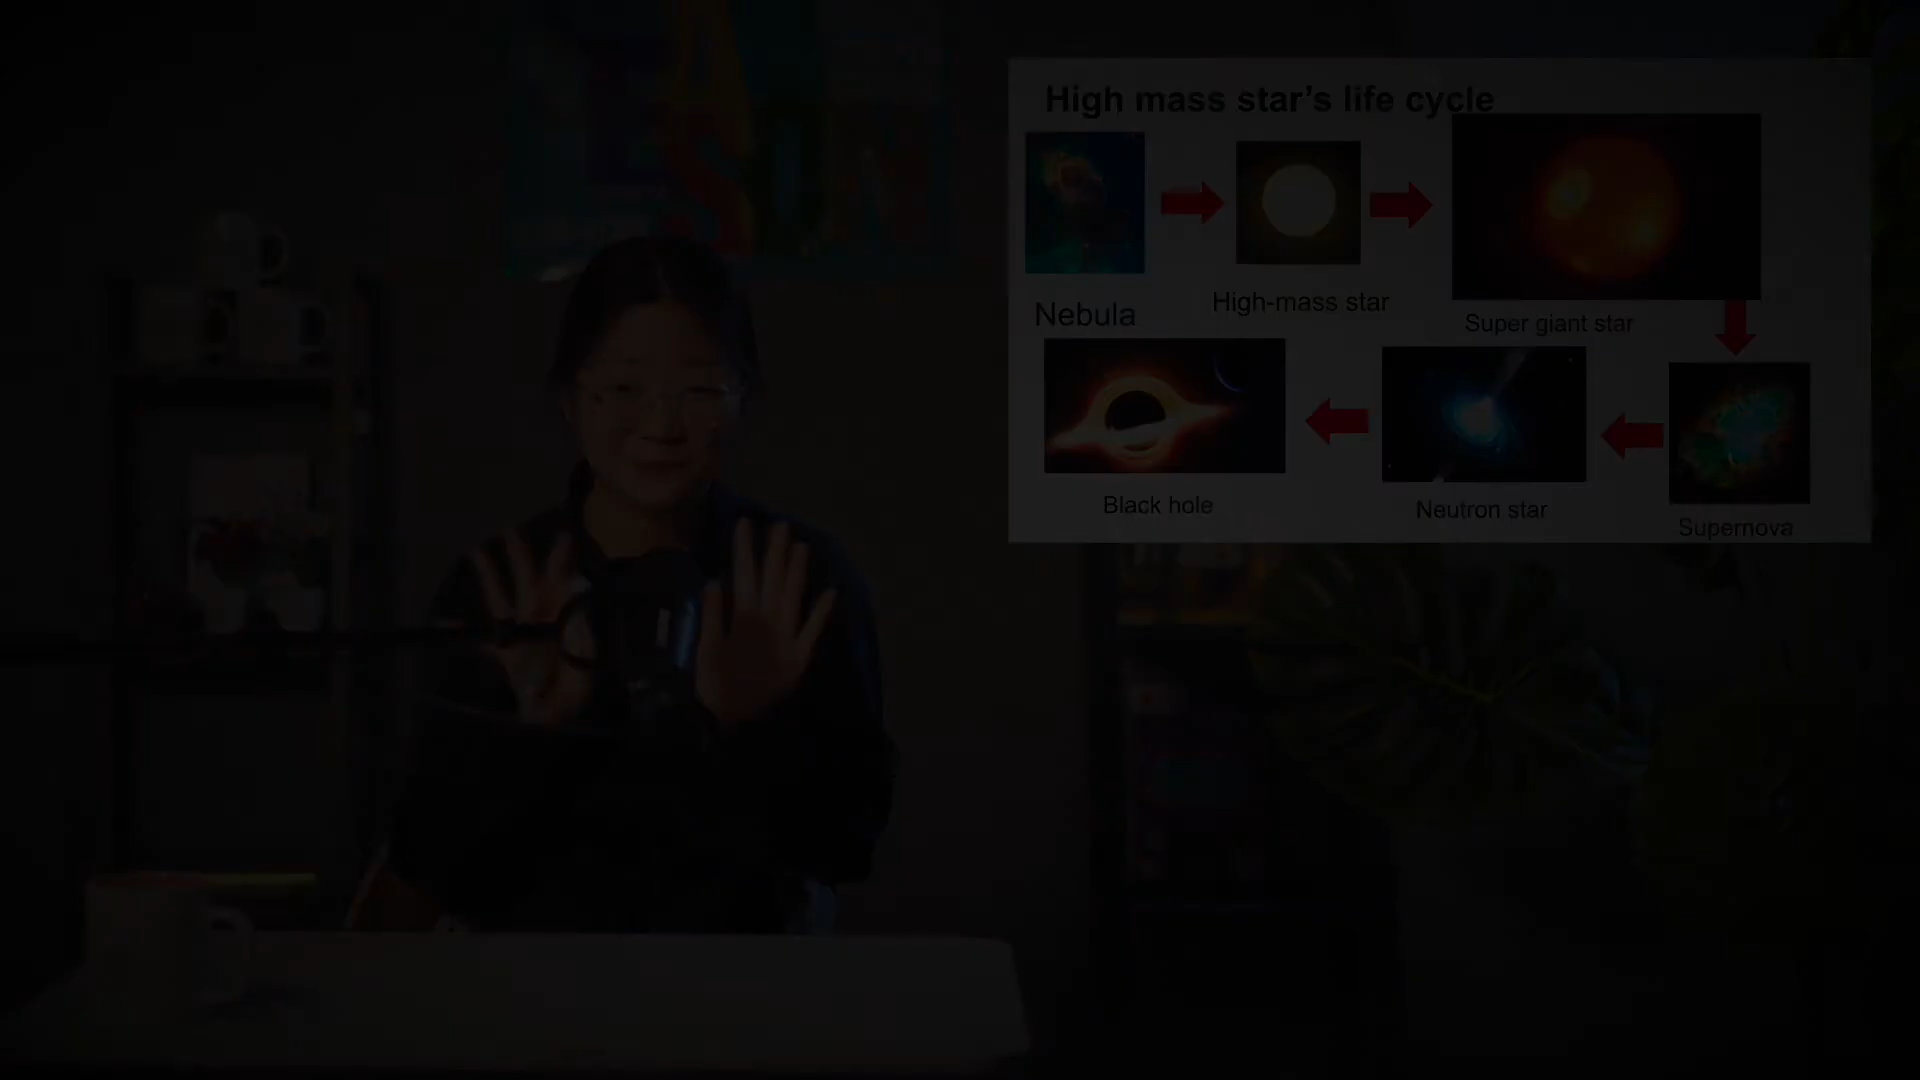 High mass star's life cycle
Nebula
High-mass star
Super giant star
Black hole
Neutron star
Supernova